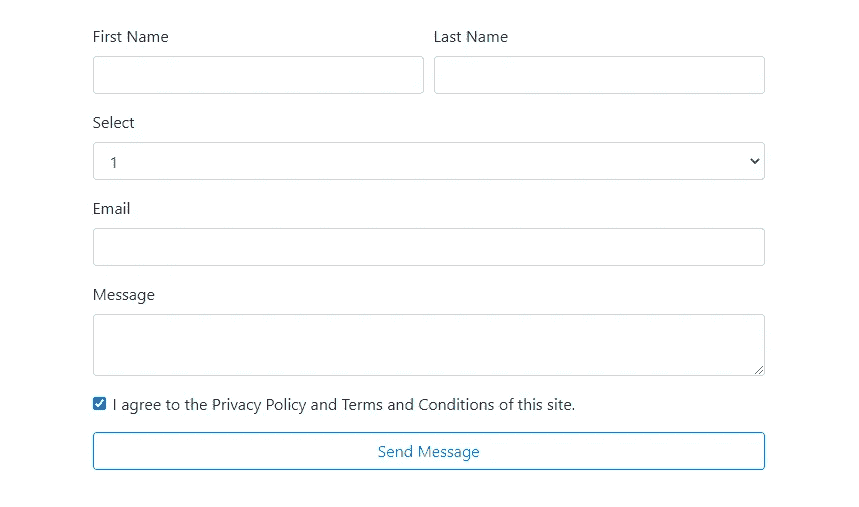 First Name Last Name
Select
1
Email
Message
I agree to the Privacy Policy and Terms and Conditions of this site.
Send Message